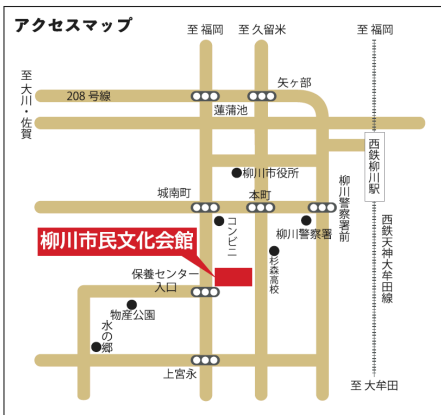 アクセスマップ
至 福岡
至 久留米
至 福岡
至大川・佐賀
208 号線
矢ヶ部
蓮蒲池
西鉄柳川駅
柳川市役所
城南町
本町
柳川警察署前
コンビニ
柳川警察署
西鉄天神大牟田線
柳川市民文化会館
杉森高校
保養センター
入口
物産公園
水の郷
上宮永
至 大牟田